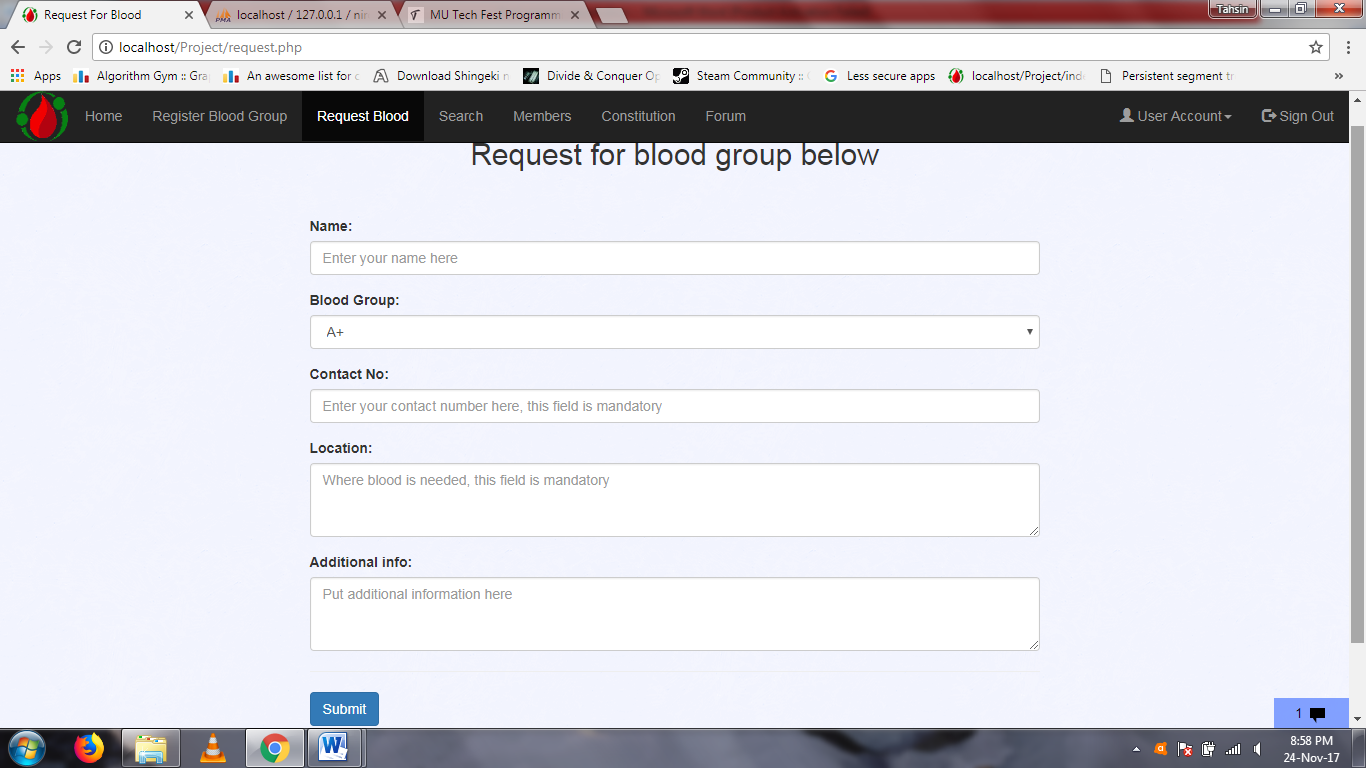 Request For Blood
localhost / 127.0.0.1 / nin
MU Tech Fest Programm
Tahsin
localhost/Project/request.php
Apps
Algorithm Gym :: Gra
An awesome list for c
Download Shingeki n
Divide & Conquer Op
Steam Community ::
Less secure apps
localhost/Project/ind
Persistent segment tr
»
Home
Register Blood Group
Request Blood
Search
Members
Constitution
Forum
User Account
Sign Out
Request for blood group below
Name:
Enter your name here
Blood Group:
A+
Contact No:
Enter your contact number here, this field is mandatory
Location:
Where blood is needed, this field is mandatory
Additional info:
Put additional information here
Submit
1
8:58 PM
24-Nov-17